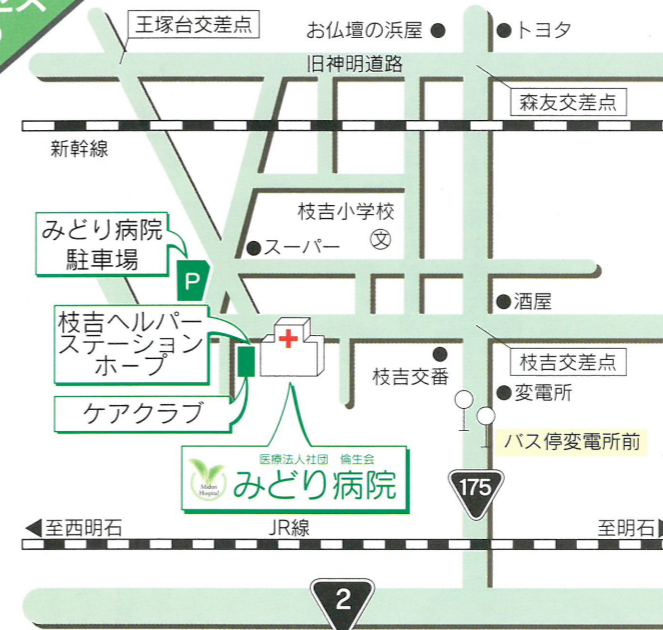 王塚台交差点
お仏壇の浜屋
トヨタ
旧神明道路
森友交差点
新幹線
枝吉小学校
文
みどり病院
駐車場
スーパー
P
酒屋
枝吉ヘルパー
ステーション
ホープ
枝吉交番
枝吉交差点
変電所
ケアクラブ
バス停変電所前
医療法人社団 倫生会
みどり病院
Midori
Hospital
175
至西明石
JR線
至明石
2